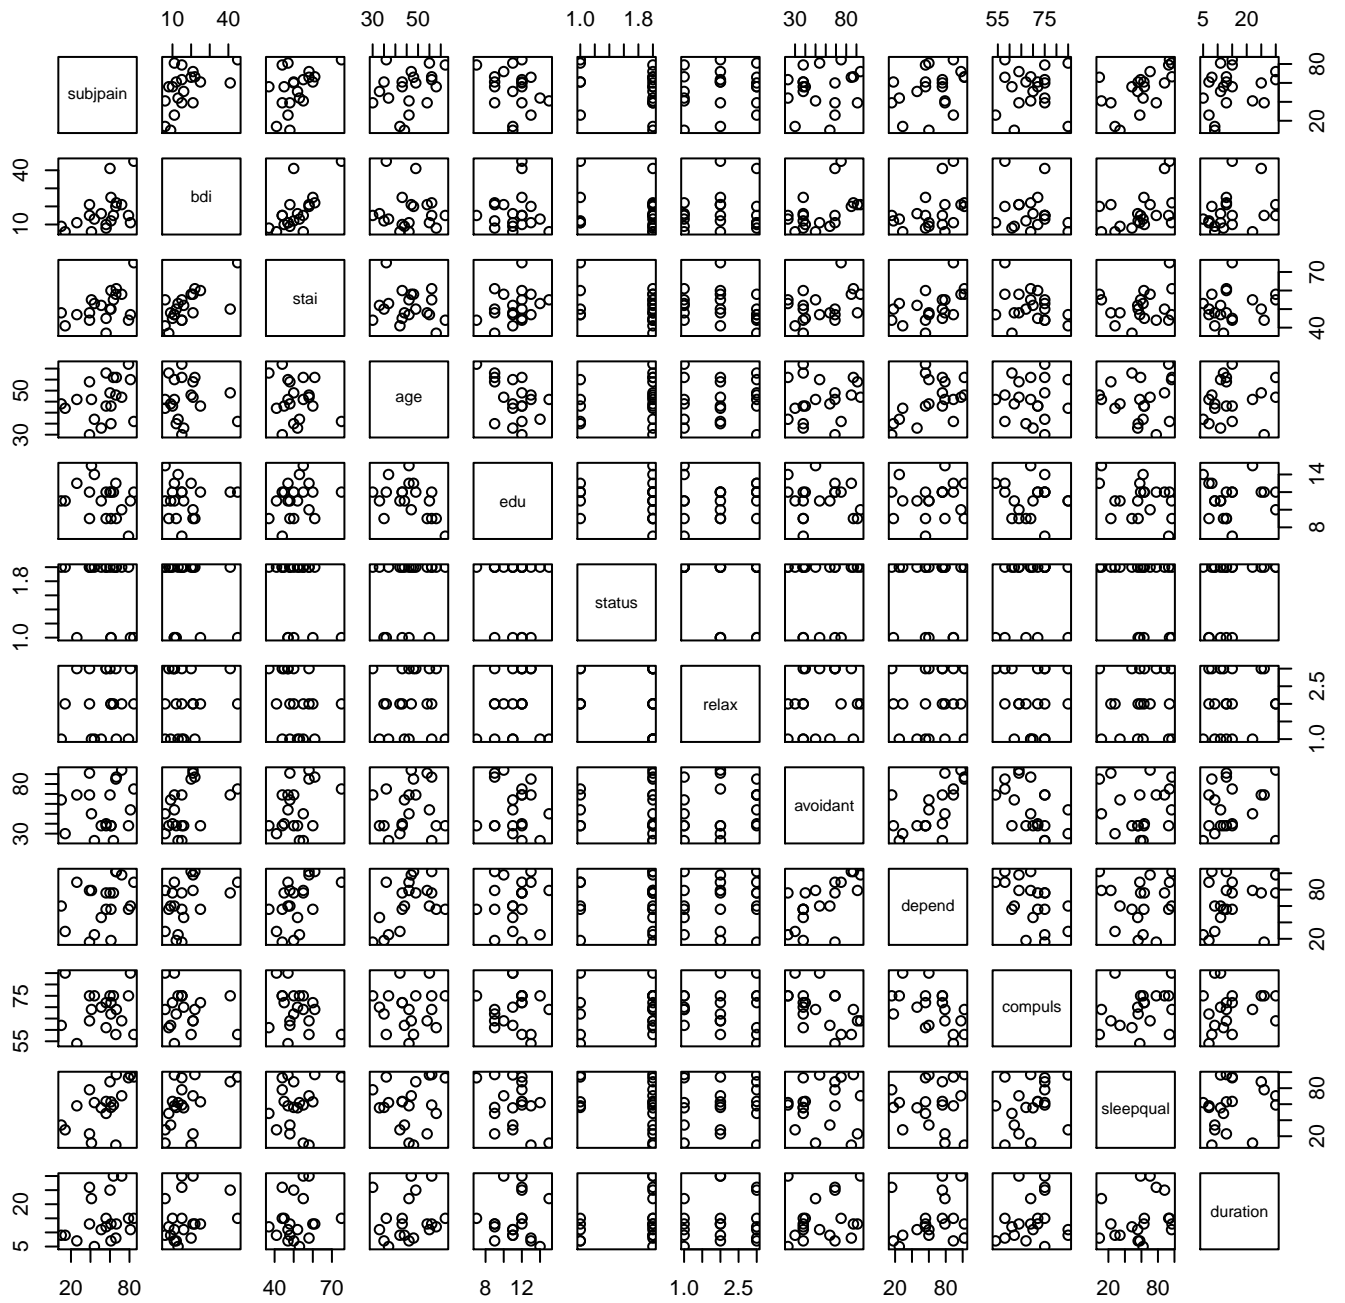 10 40 30 50 1.0 1.8 30 80 55 75 5 20
subjpain 20 80
10 40 bdi
stai 40 70
30 50 age
edu 8 14
1.0 1.8 status
relax 1.0 2.5
30 80 avoidant
depend 20 80
55 75 compuls
sleepqual 20 80
5 20 duration
20 80 40 70 8 12 1.0 2.5 20 80 20 80